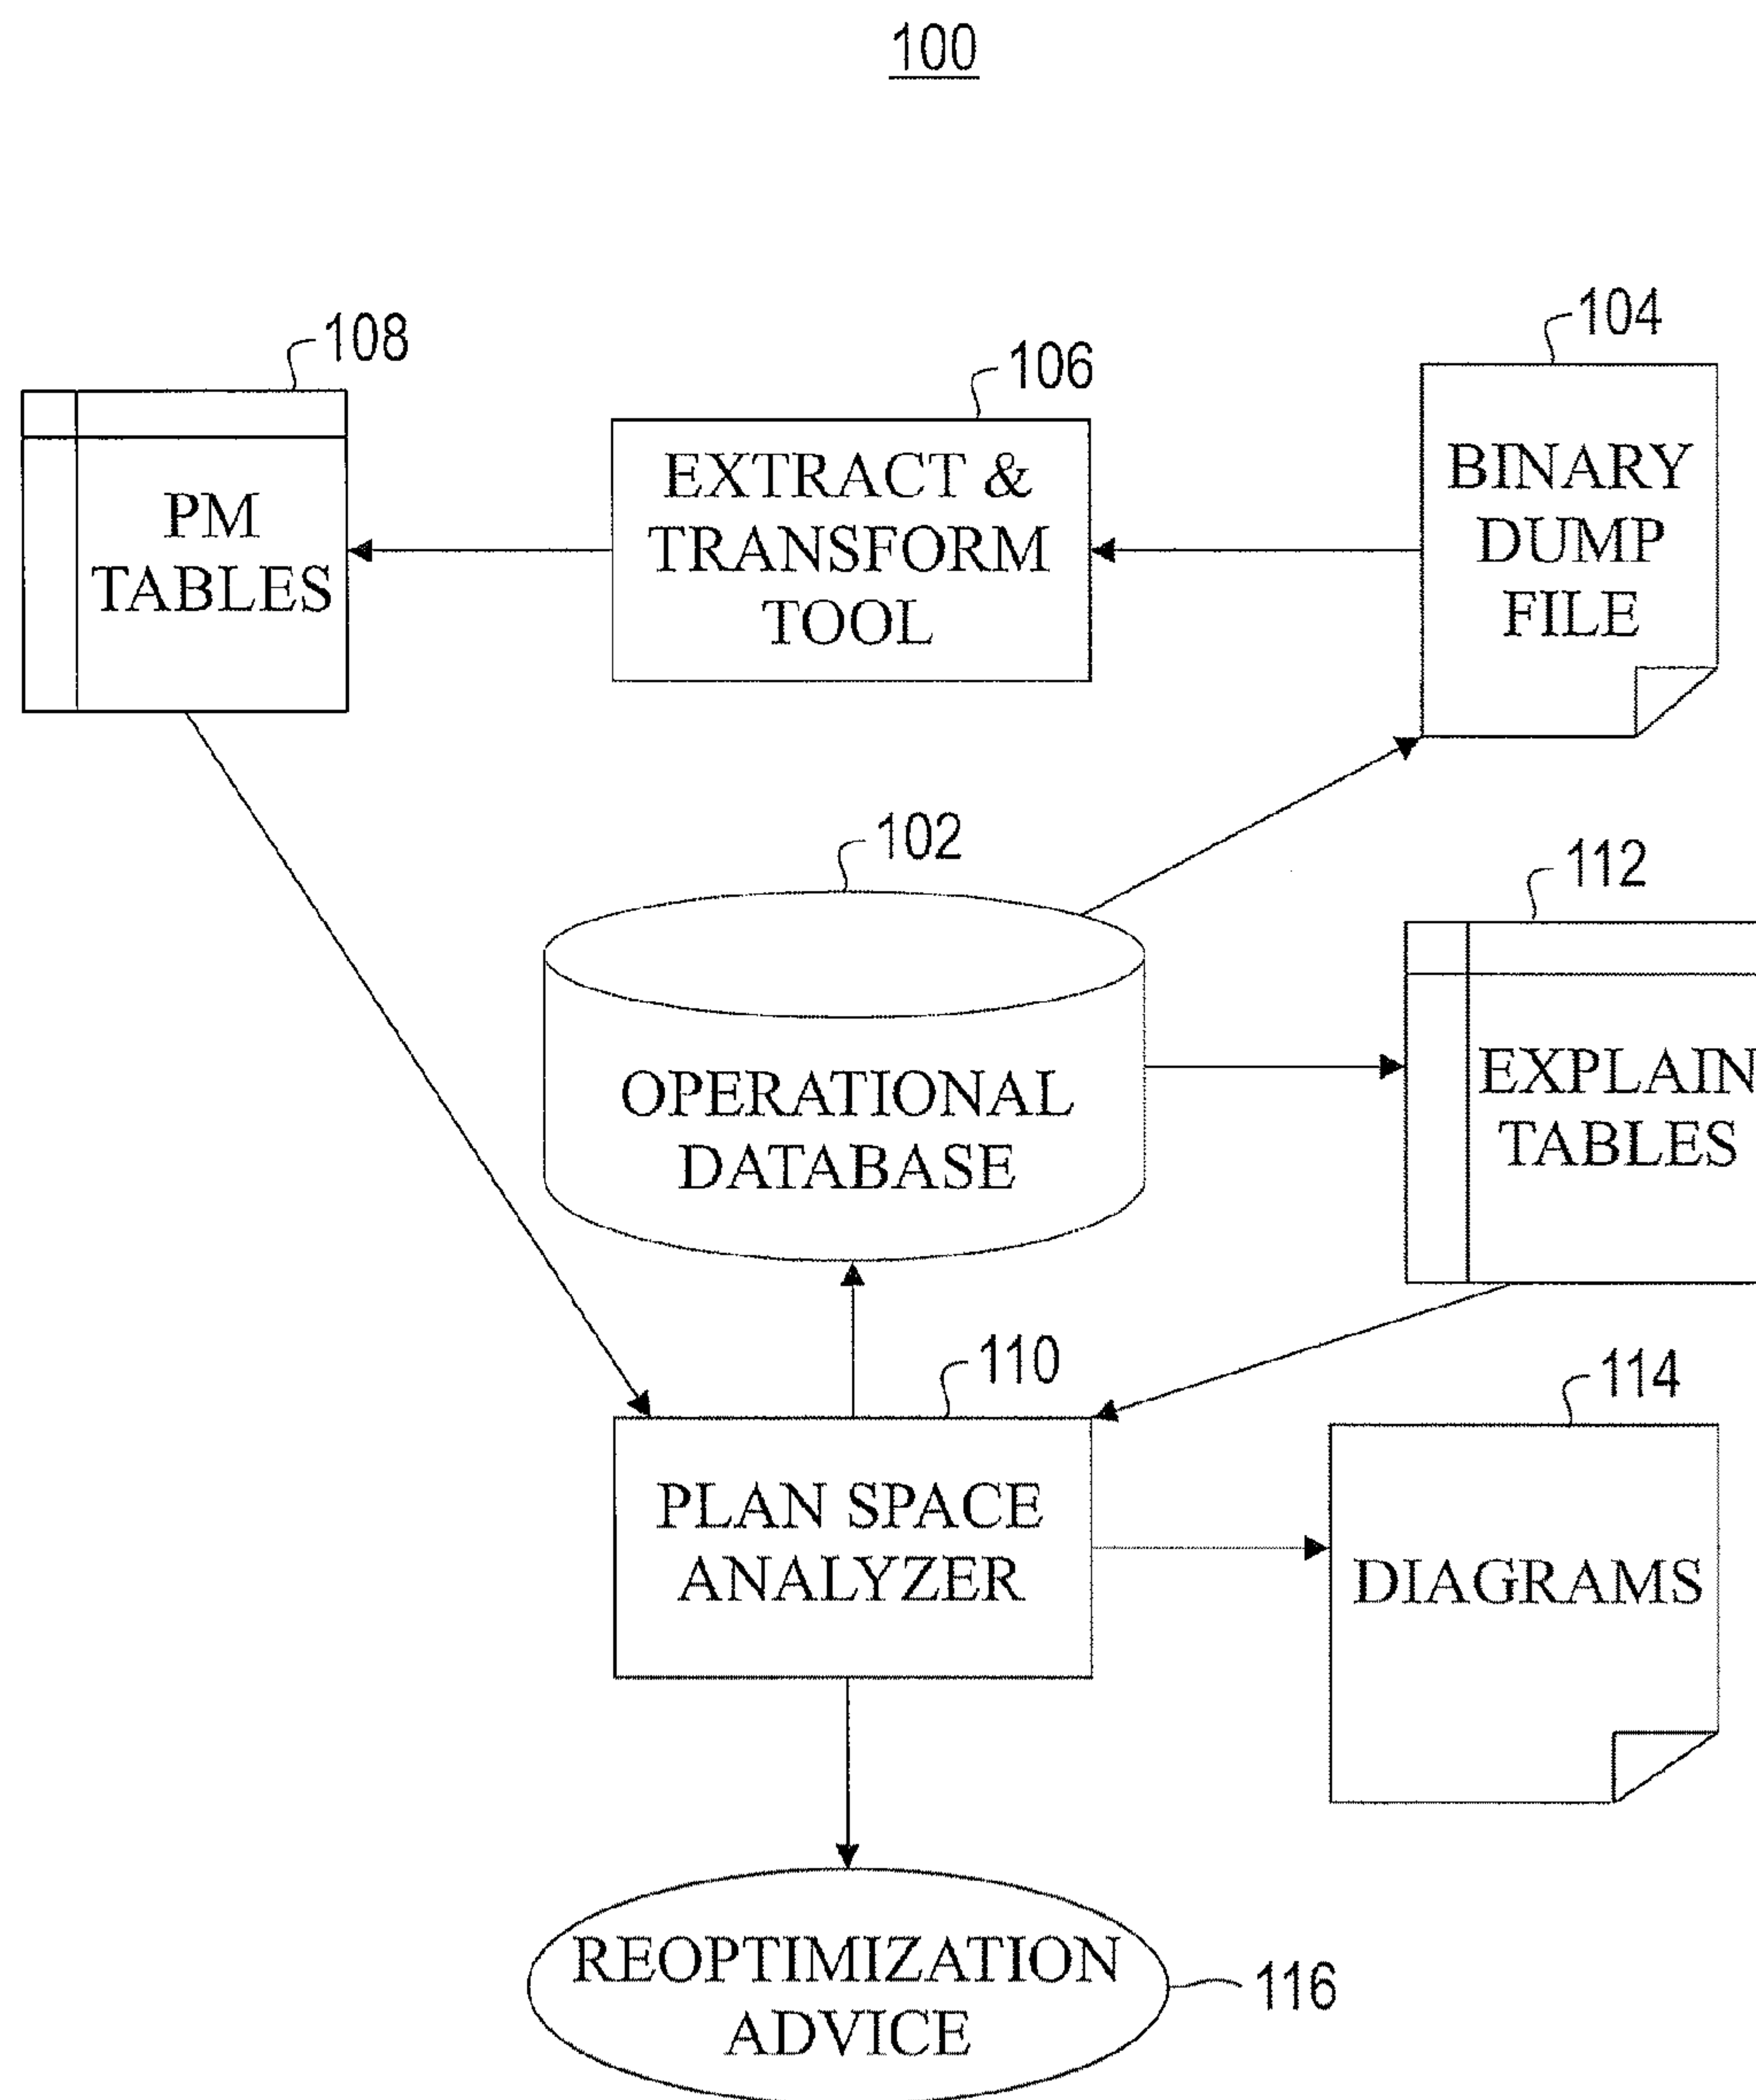 100
108
106
104
PM
TABLES
EXTRACT &
TRANSFORM
TOOL
BINARY
DUMP
FILE
102
112
OPERATIONAL
DATABASE
EXPLAIN
TABLES
110
114
PLAN SPACE
ANALYZER
DIAGRAMS
REOPTIMIZATION
ADVICE
116